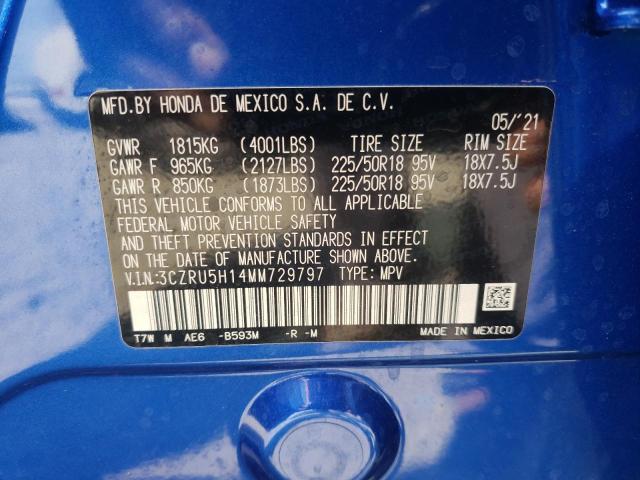 MFD.BY HONDA DE MEXICO S.A. DE C.V.
05/'21
GVWR 1815KG (4001LBS) TIRE SIZE RIM SIZE
GAWR F 965KG (2127LBS) 225/50R18 95V 18X7.5J
GAWR R 850KG (1873LBS) 225/50R18 95V 18X7.5J
THIS VEHICLE CONFORMS TO ALL APPLICABLE
FEDERAL MOTOR VEHICLE SAFETY
AND THEFT PREVENTION STANDARDS IN EFFECT
ON THE DATE OF MANUFACTURE SHOWN ABOVE.
V.I.N:3CZRU5H14MM729797 TYPE: MPV
T7W M AE6 -B593M -R -M MADE IN MEXICO